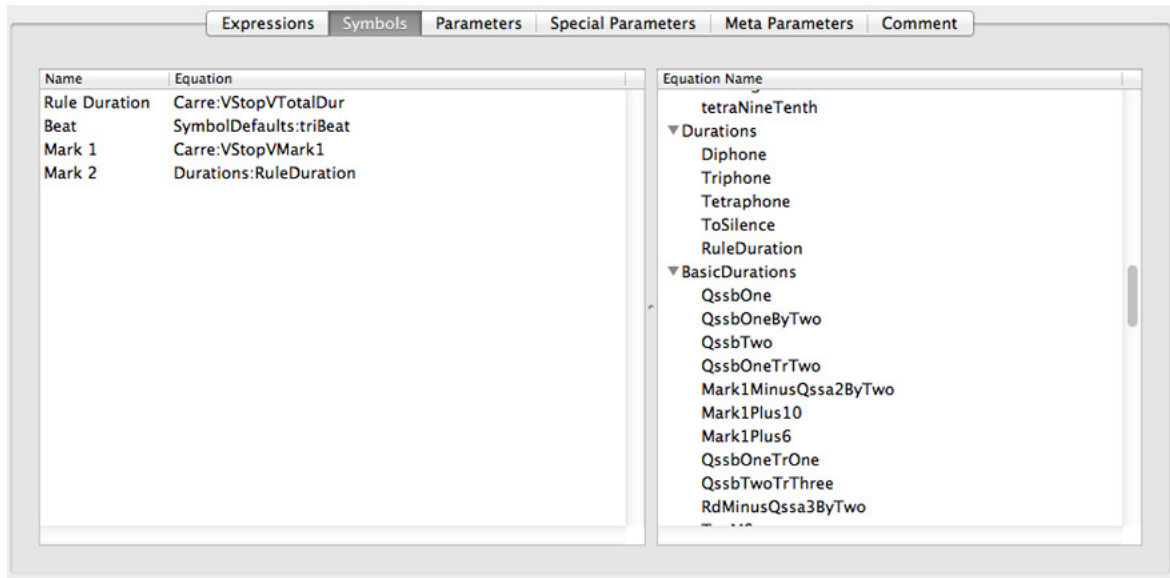 Expressions Symbols Parameters Special Parameters Meta Parameters Comment
Name Equation
Rule Duration Carre:VStopVTotalDur
Beat SymbolDefaults:triBeat
Mark 1 Carre:VStopVMark1
Mark 2 Durations:RuleDuration
Equation Name
tetraNineTenth
Durations
Diphone
Triphone
Tetraphone
ToSilence
RuleDuration
BasicDurations
QssbOne
QssbOneByTwo
QssbTwo
QssbOneTrTwo
Mark1MinusQssa2ByTwo
Mark1Plus10
Mark1Plus6
QssbOneTrOne
QssbTwoTrThree
RdMinusQssa3ByTwo